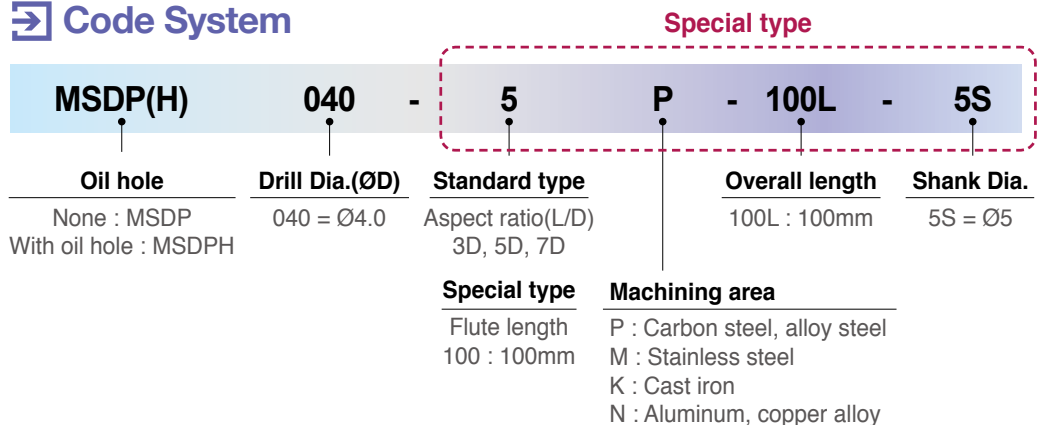 Code System
Special type
MSDP(H) 040 - 5 P - 100L - 5S
Oil hole
None : MSDP
With oil hole : MSDPH
Drill Dia.(ØD)
040 = Ø4.0
Standard type
Aspect ratio(L/D)
3D, 5D, 7D
Special type
Flute length
100 : 100mm
Machining area
P : Carbon steel, alloy steel
M : Stainless steel
K : Cast iron
N : Aluminum, copper alloy
Overall length
100L : 100mm
Shank Dia.
5S = Ø5